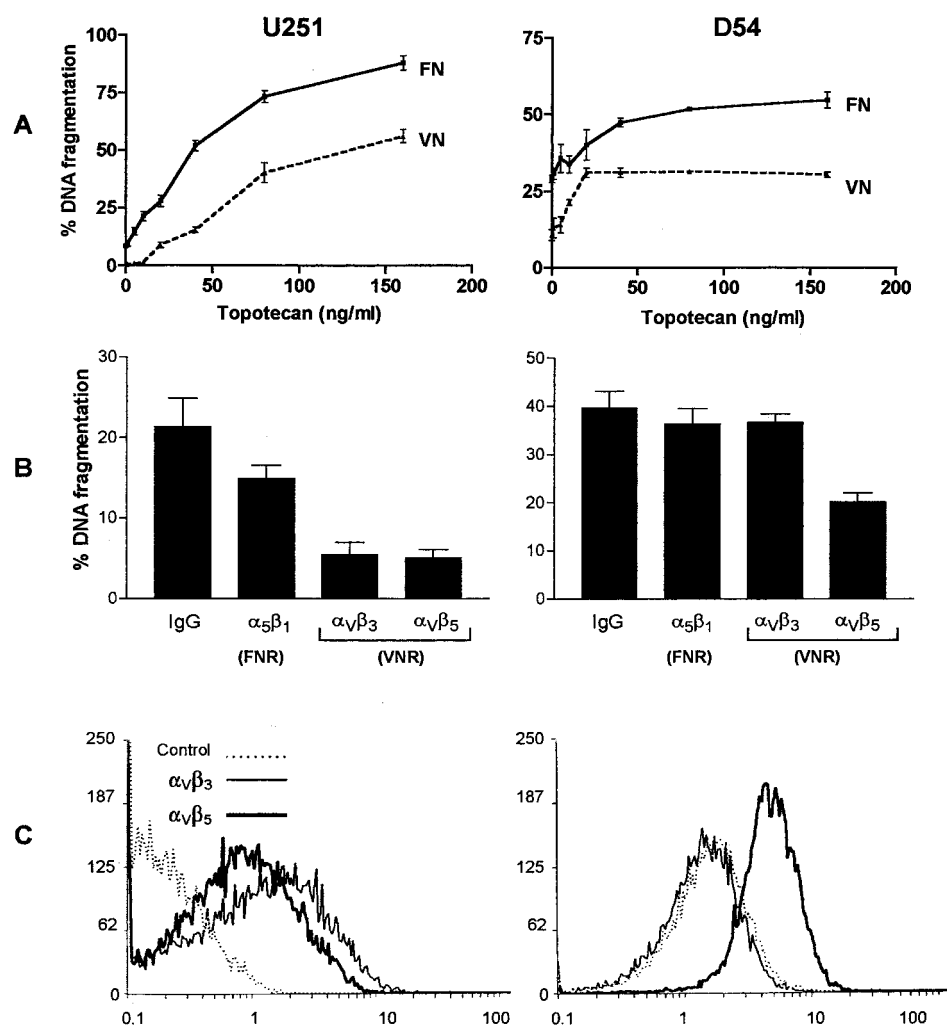 U251 D54
A
% DNA fragmentation
100
75
50
25
0
FN
VN
0 50 100 150 200
Topotecan (ng/ml)
75
50
25
0
FN
VN
0 50 100 150 200
Topotecan (ng/ml)
B
% DNA fragmentation
30
20
10
0
IgG α5β1 αVβ3 αVβ5
(FNR) (VNR)
50
40
30
20
10
0
IgG α5β1 αVβ3 αVβ5
(FNR) (VNR)
C
250
187
125
62
0
Control
αVβ3
αVβ5
0.1 1 10 100
250
187
125
62
0
0.1 1 10 100